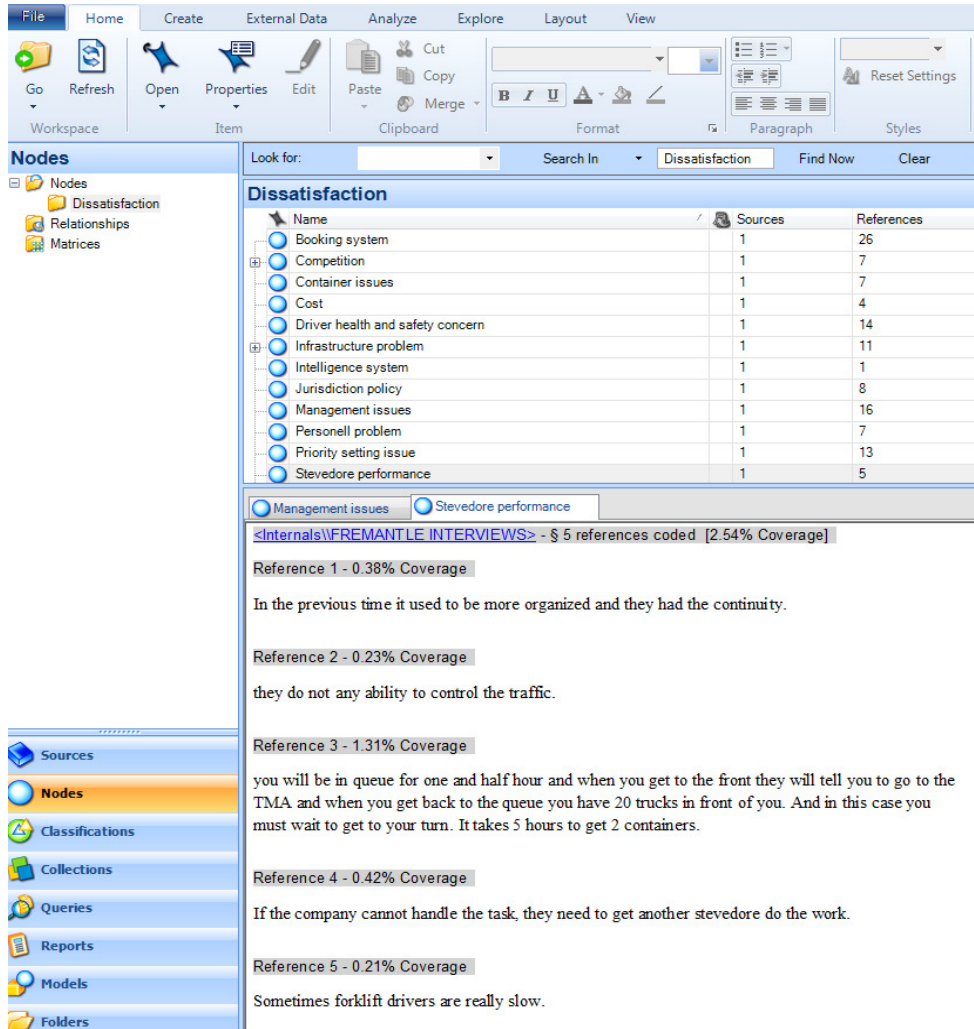 File Home Create External Data Analyze Explore Layout View
Go Refresh Open Properties Edit Paste Cut
Copy
Merge
B I U A
Reset Settings
Workspace Item Clipboard Format Paragraph Styles
Nodes
Nodes
Dissatisfaction
Relationships
Matrices
Look for: Search In Dissatisfaction Find Now Clear
Dissatisfaction
Name Sources References
Booking system 1 26
Competition 1 7
Container issues 1 7
Cost 1 4
Driver health and safety concern 1 14
Infrastructure problem 1 11
Intelligence system 1 1
Jurisdiction policy 1 8
Management issues 1 16
Personell problem 1 7
Priority setting issue 1 13
Stevedore performance 1 5
Management issues Stevedore performance
<Internals\\FREMANTLE INTERVIEWS> - § 5 references coded [2.54% Coverage]
Reference 1 - 0.38% Coverage
In the previous time it used to be more organized and they had the continuity.
Reference 2 - 0.23% Coverage
they do not any ability to control the traffic.
Reference 3 - 1.31% Coverage
you will be in queue for one and half hour and when you get to the front they will tell you to go to the
TMA and when you get back to the queue you have 20 trucks in front of you. And in this case you
must wait to get to your turn. It takes 5 hours to get 2 containers.
Reference 4 - 0.42% Coverage
If the company cannot handle the task, they need to get another stevedore do the work.
Reference 5 - 0.21% Coverage
Sometimes forklift drivers are really slow.
Sources
Nodes
Classifications
Collections
Queries
Reports
Models
Folders